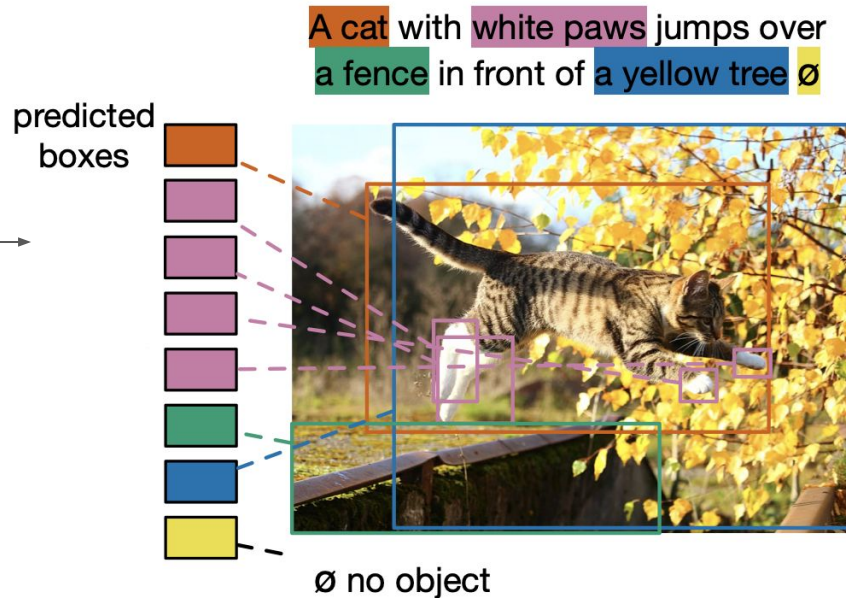 A cat with white paws jumps over
a fence in front of a yellow tree ø
predicted
boxes
ø no object